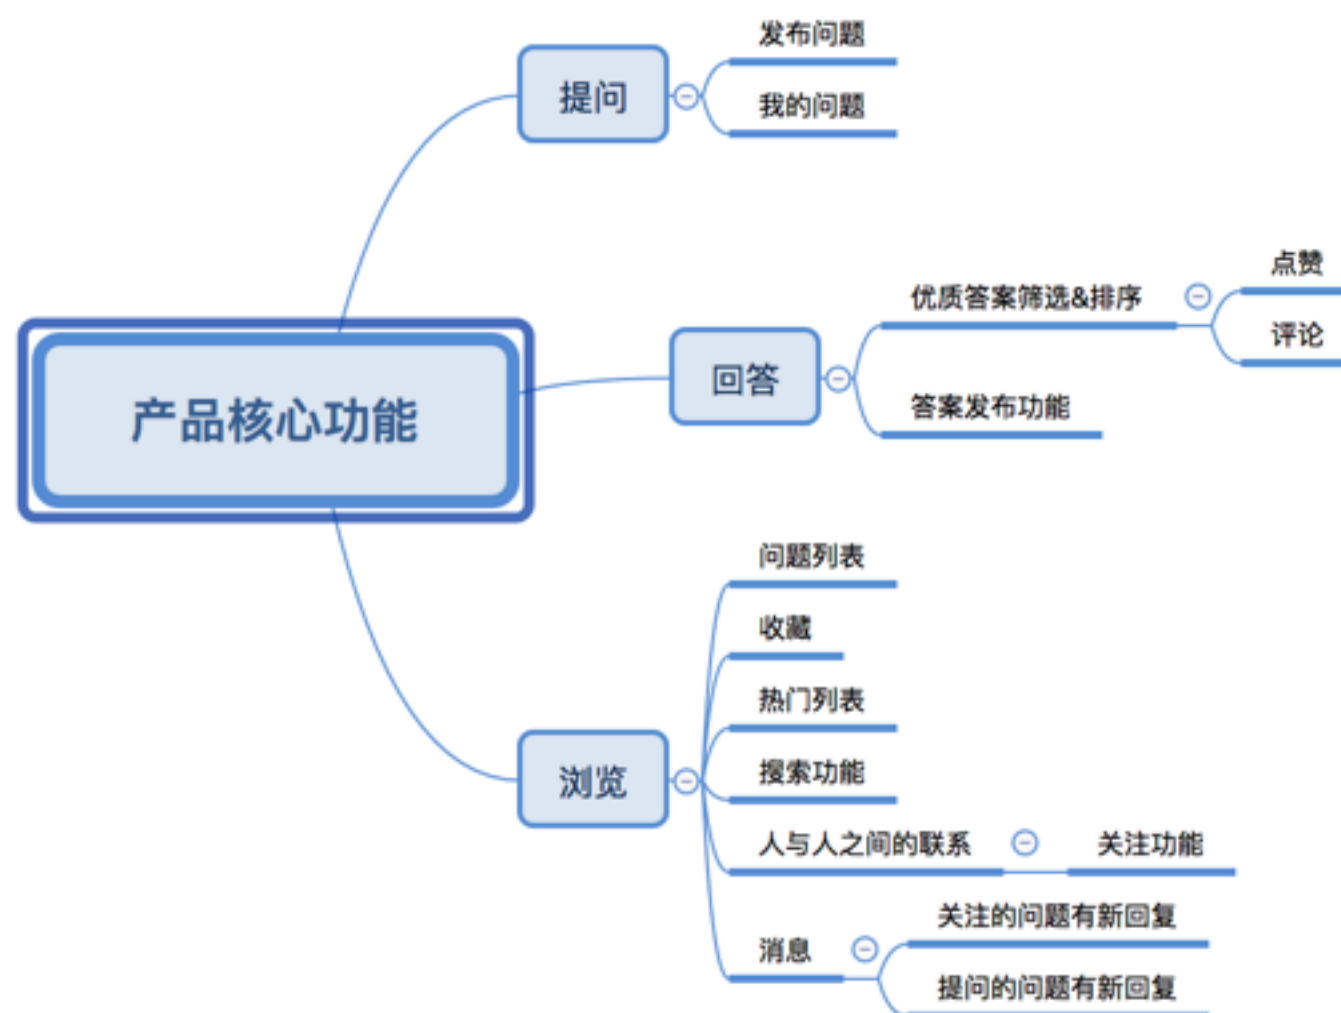 产品核心功能
提问
发布问题
我的问题
回答
优质答案筛选&排序
点赞
评论
答案发布功能
浏览
问题列表
收藏
热门列表
搜索功能
人与人之间的联系
关注功能
消息
关注的问题有新回复
提问的问题有新回复